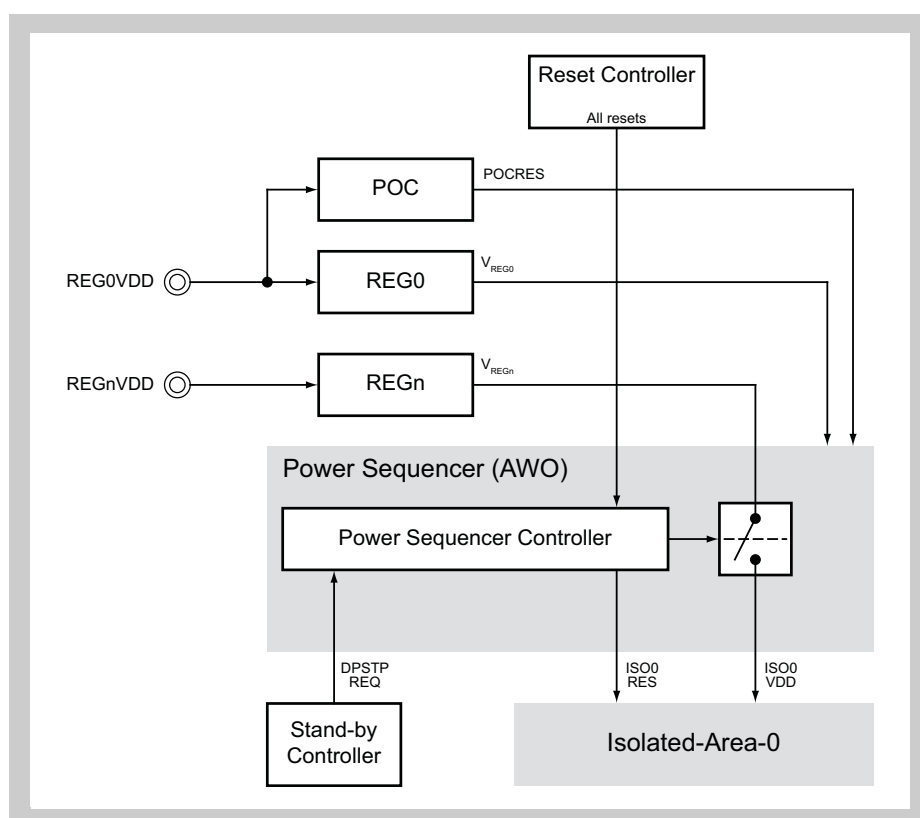 Reset Controller
All resets
POC
POCRES
REG0VDD
REG0
VREG0
REGnVDD
REGn
VREGn
Power Sequencer (AWO)
Power Sequencer Controller
DPSTP
REQ
ISO0
RES
ISO0
VDD
Stand-by
Controller
Isolated-Area-0